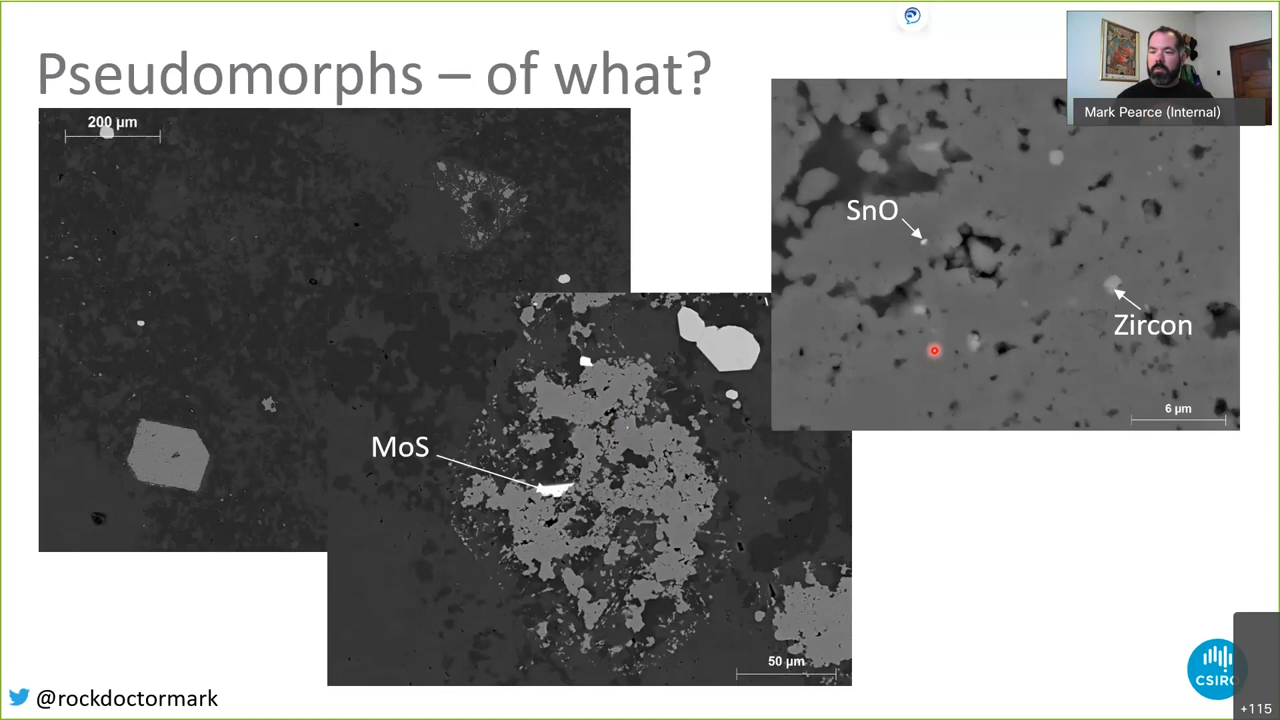 Pseudomorphs – of what?
Mark Pearce (Internal)
200 µm
SnO
Zircon
6 µm
MoS
50 µm
@rockdoctormark
CSIRO
+115